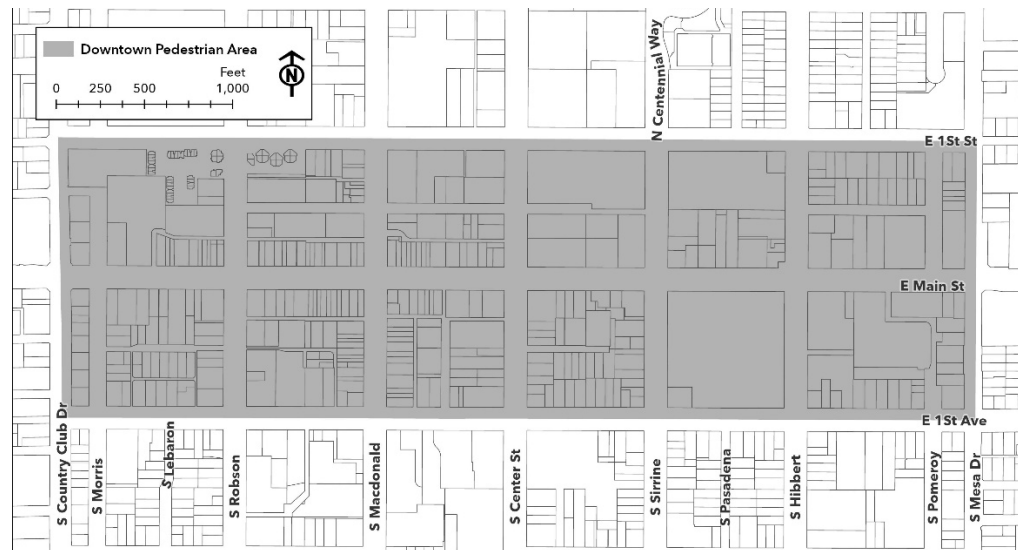 Downtown Pedestrian Area
Feet
0 250 500 1,000
N
N Centennial Way
E 1St St
E Main St
E 1St Ave
S Country Club Dr
S Morris
S Lebaron
S Robson
S Macdonald
S Center St
S Sirrine
S Pasadena
S Hibbert
S Pomeroy
S Mesa Dr